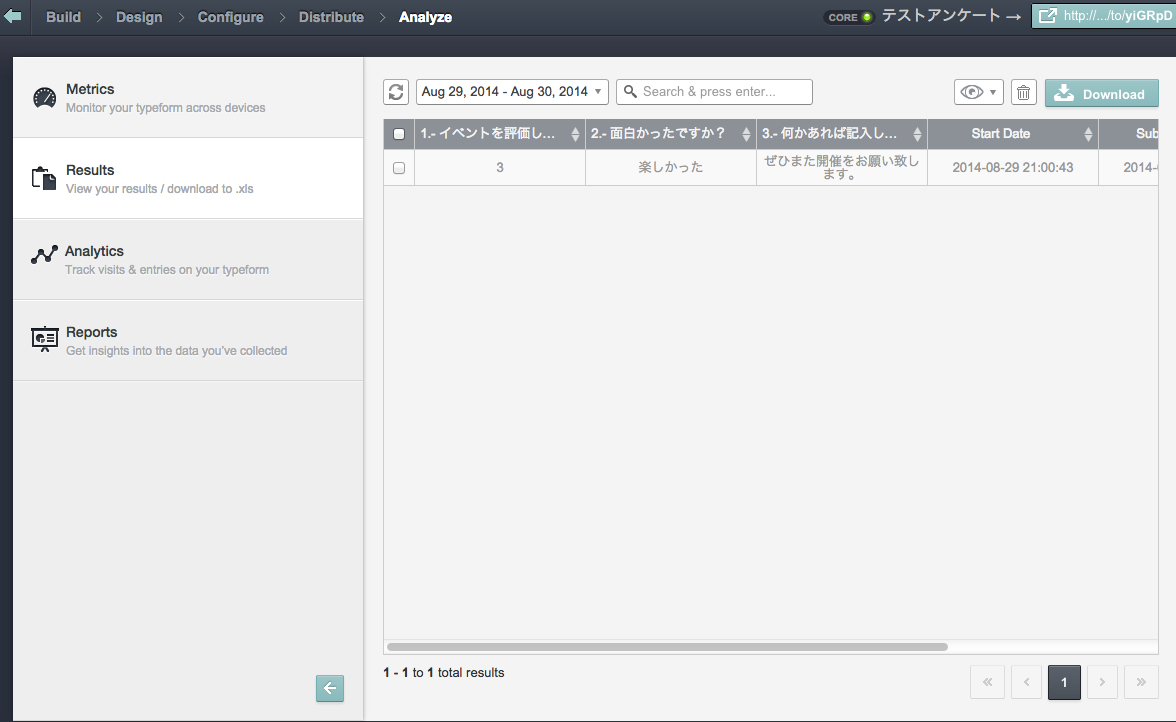 Build > Design > Configure > Distribute > Analyze
CORE テストアンケート → http://.../to/yiGRpD
Metrics
Monitor your typeform across devices
Results
View your results / download to .xls
Analytics
Track visits & entries on your typeform
Reports
Get insights into the data you've collected
Aug 29, 2014 - Aug 30, 2014 ▼ Search & press enter... ▼ Download
1.- イベントを評価し... 2.- 面白かったですか？ 3.- 何かあれば記入し... Start Date Sub
3 楽しかった ぜひまた開催をお願い致し 2014-08-29 21:00:43 2014-
ます。
1 - 1 to 1 total results
« ‹ 1 › »